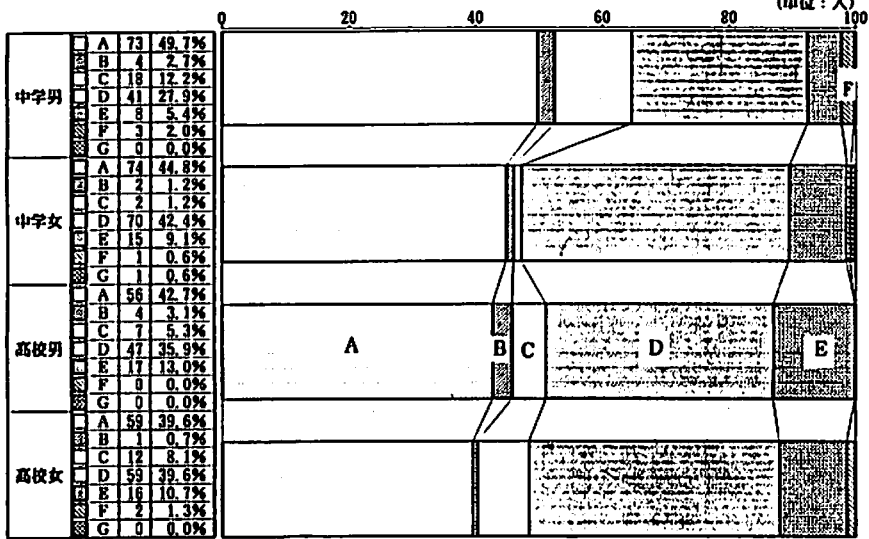 (単位：人)
0 20 40 60 80 100
中学男
A 73 49.7%
B 4 2.7%
C 18 12.2%
D 41 27.9%
E 8 5.4%
F 3 2.0%
G 0 0.0%
F
中学女
A 74 44.8%
B 2 1.2%
C 2 1.2%
D 70 42.4%
E 15 9.1%
F 1 0.6%
G 1 0.6%
高校男
A 56 42.7%
B 4 3.1%
C 7 5.3%
D 47 35.9%
E 17 13.0%
F 0 0.0%
G 0 0.0%
A B C D E
高校女
A 59 39.6%
B 1 0.7%
C 12 8.1%
D 59 39.6%
E 16 10.7%
F 2 1.3%
G 0 0.0%